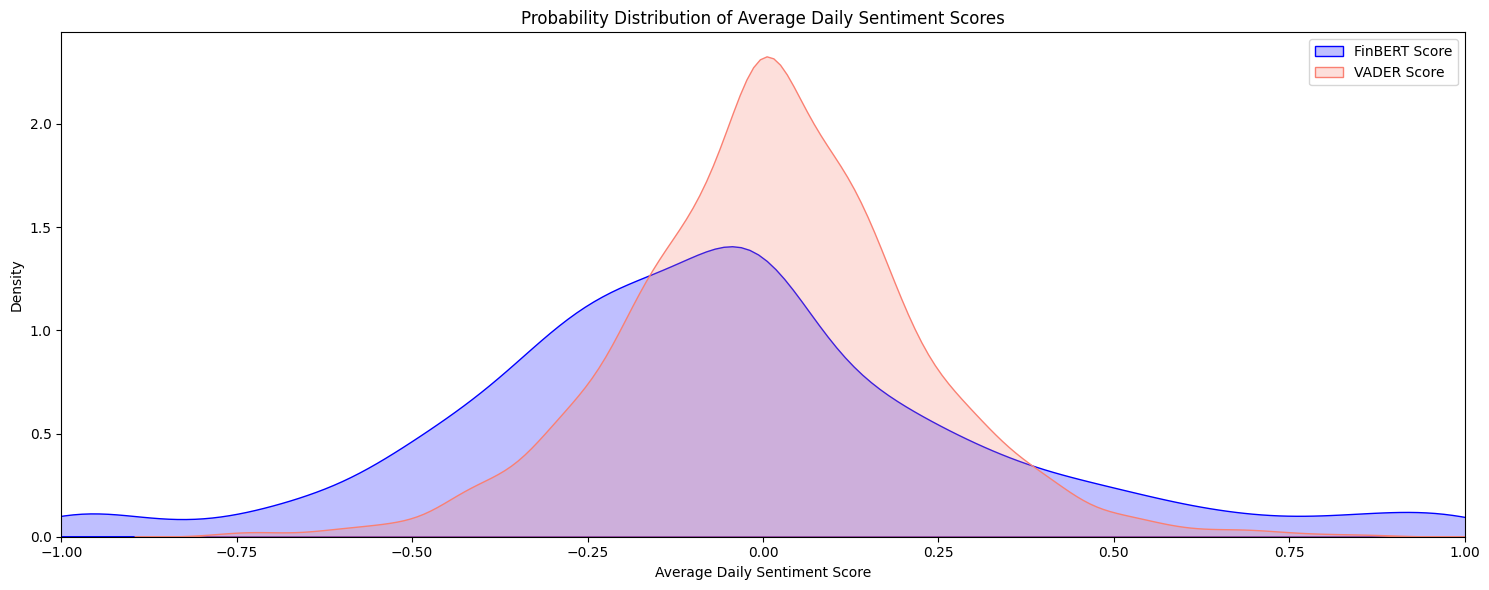 Probability Distribution of Average Daily Sentiment Scores
FinBERT Score
VADER Score
Density
2.0
1.5
1.0
0.5
0.0
−1.00 −0.75 −0.50 −0.25 0.00 0.25 0.50 0.75 1.00
Average Daily Sentiment Score